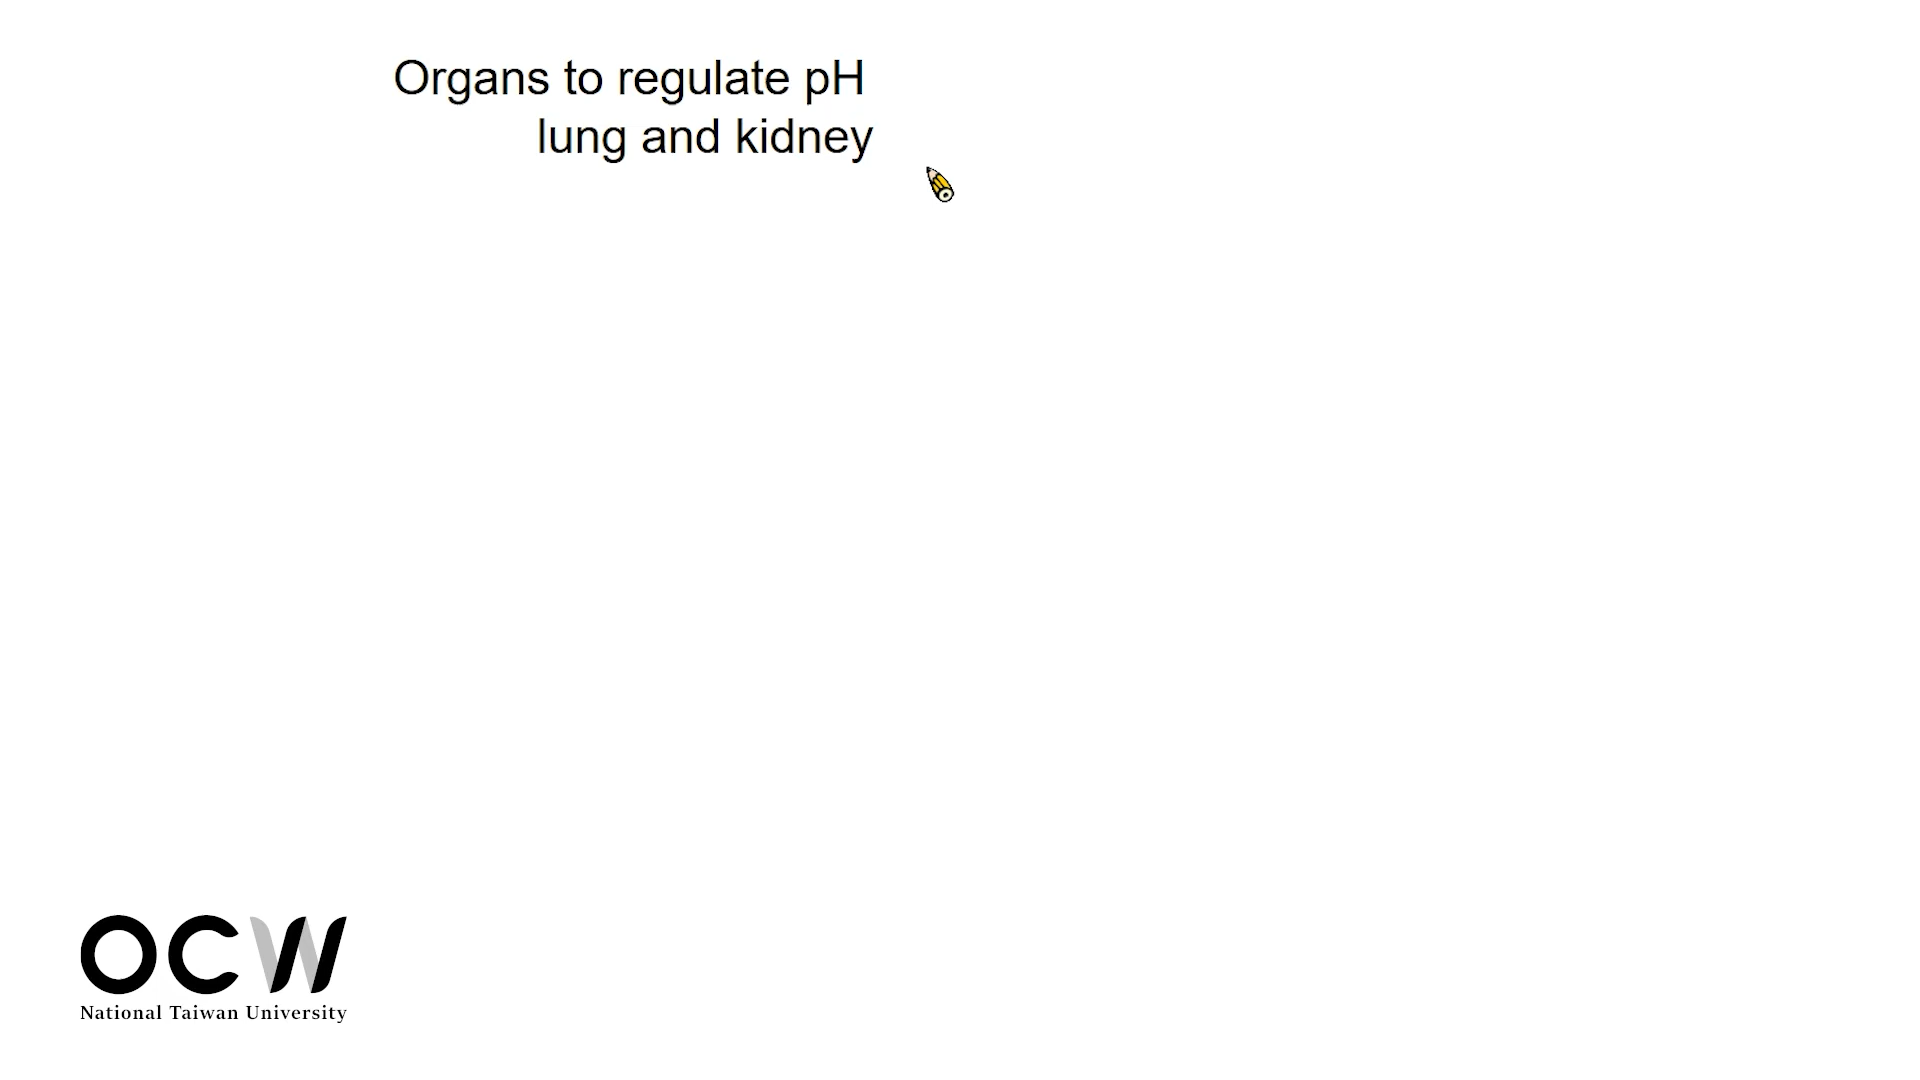 Organs to regulate pH
lung and kidney
OCW
National Taiwan University